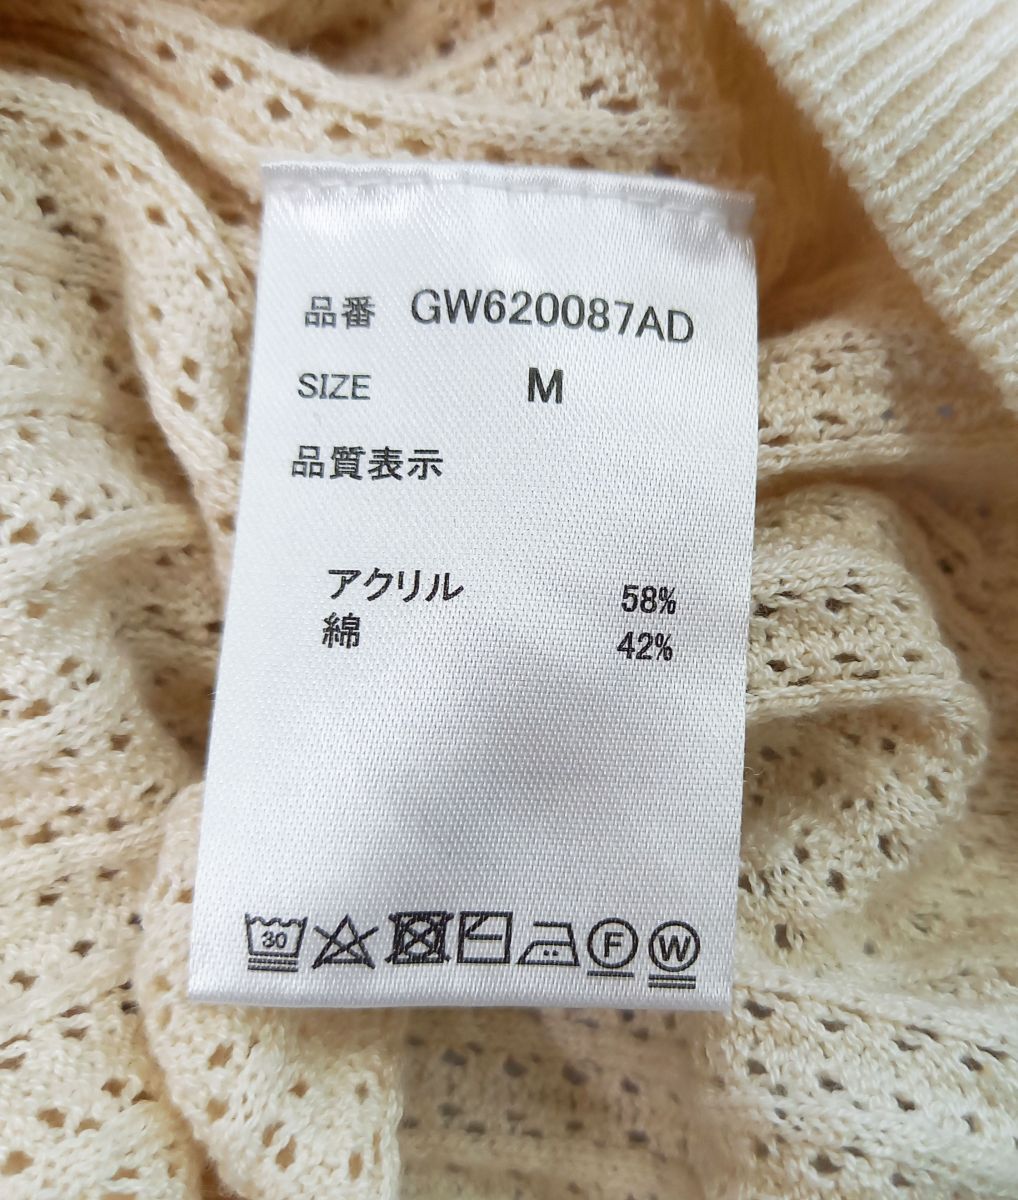 品番 GW620087AD
SIZE M
品質表示
アクリル 58%
綿 42%
30 F W